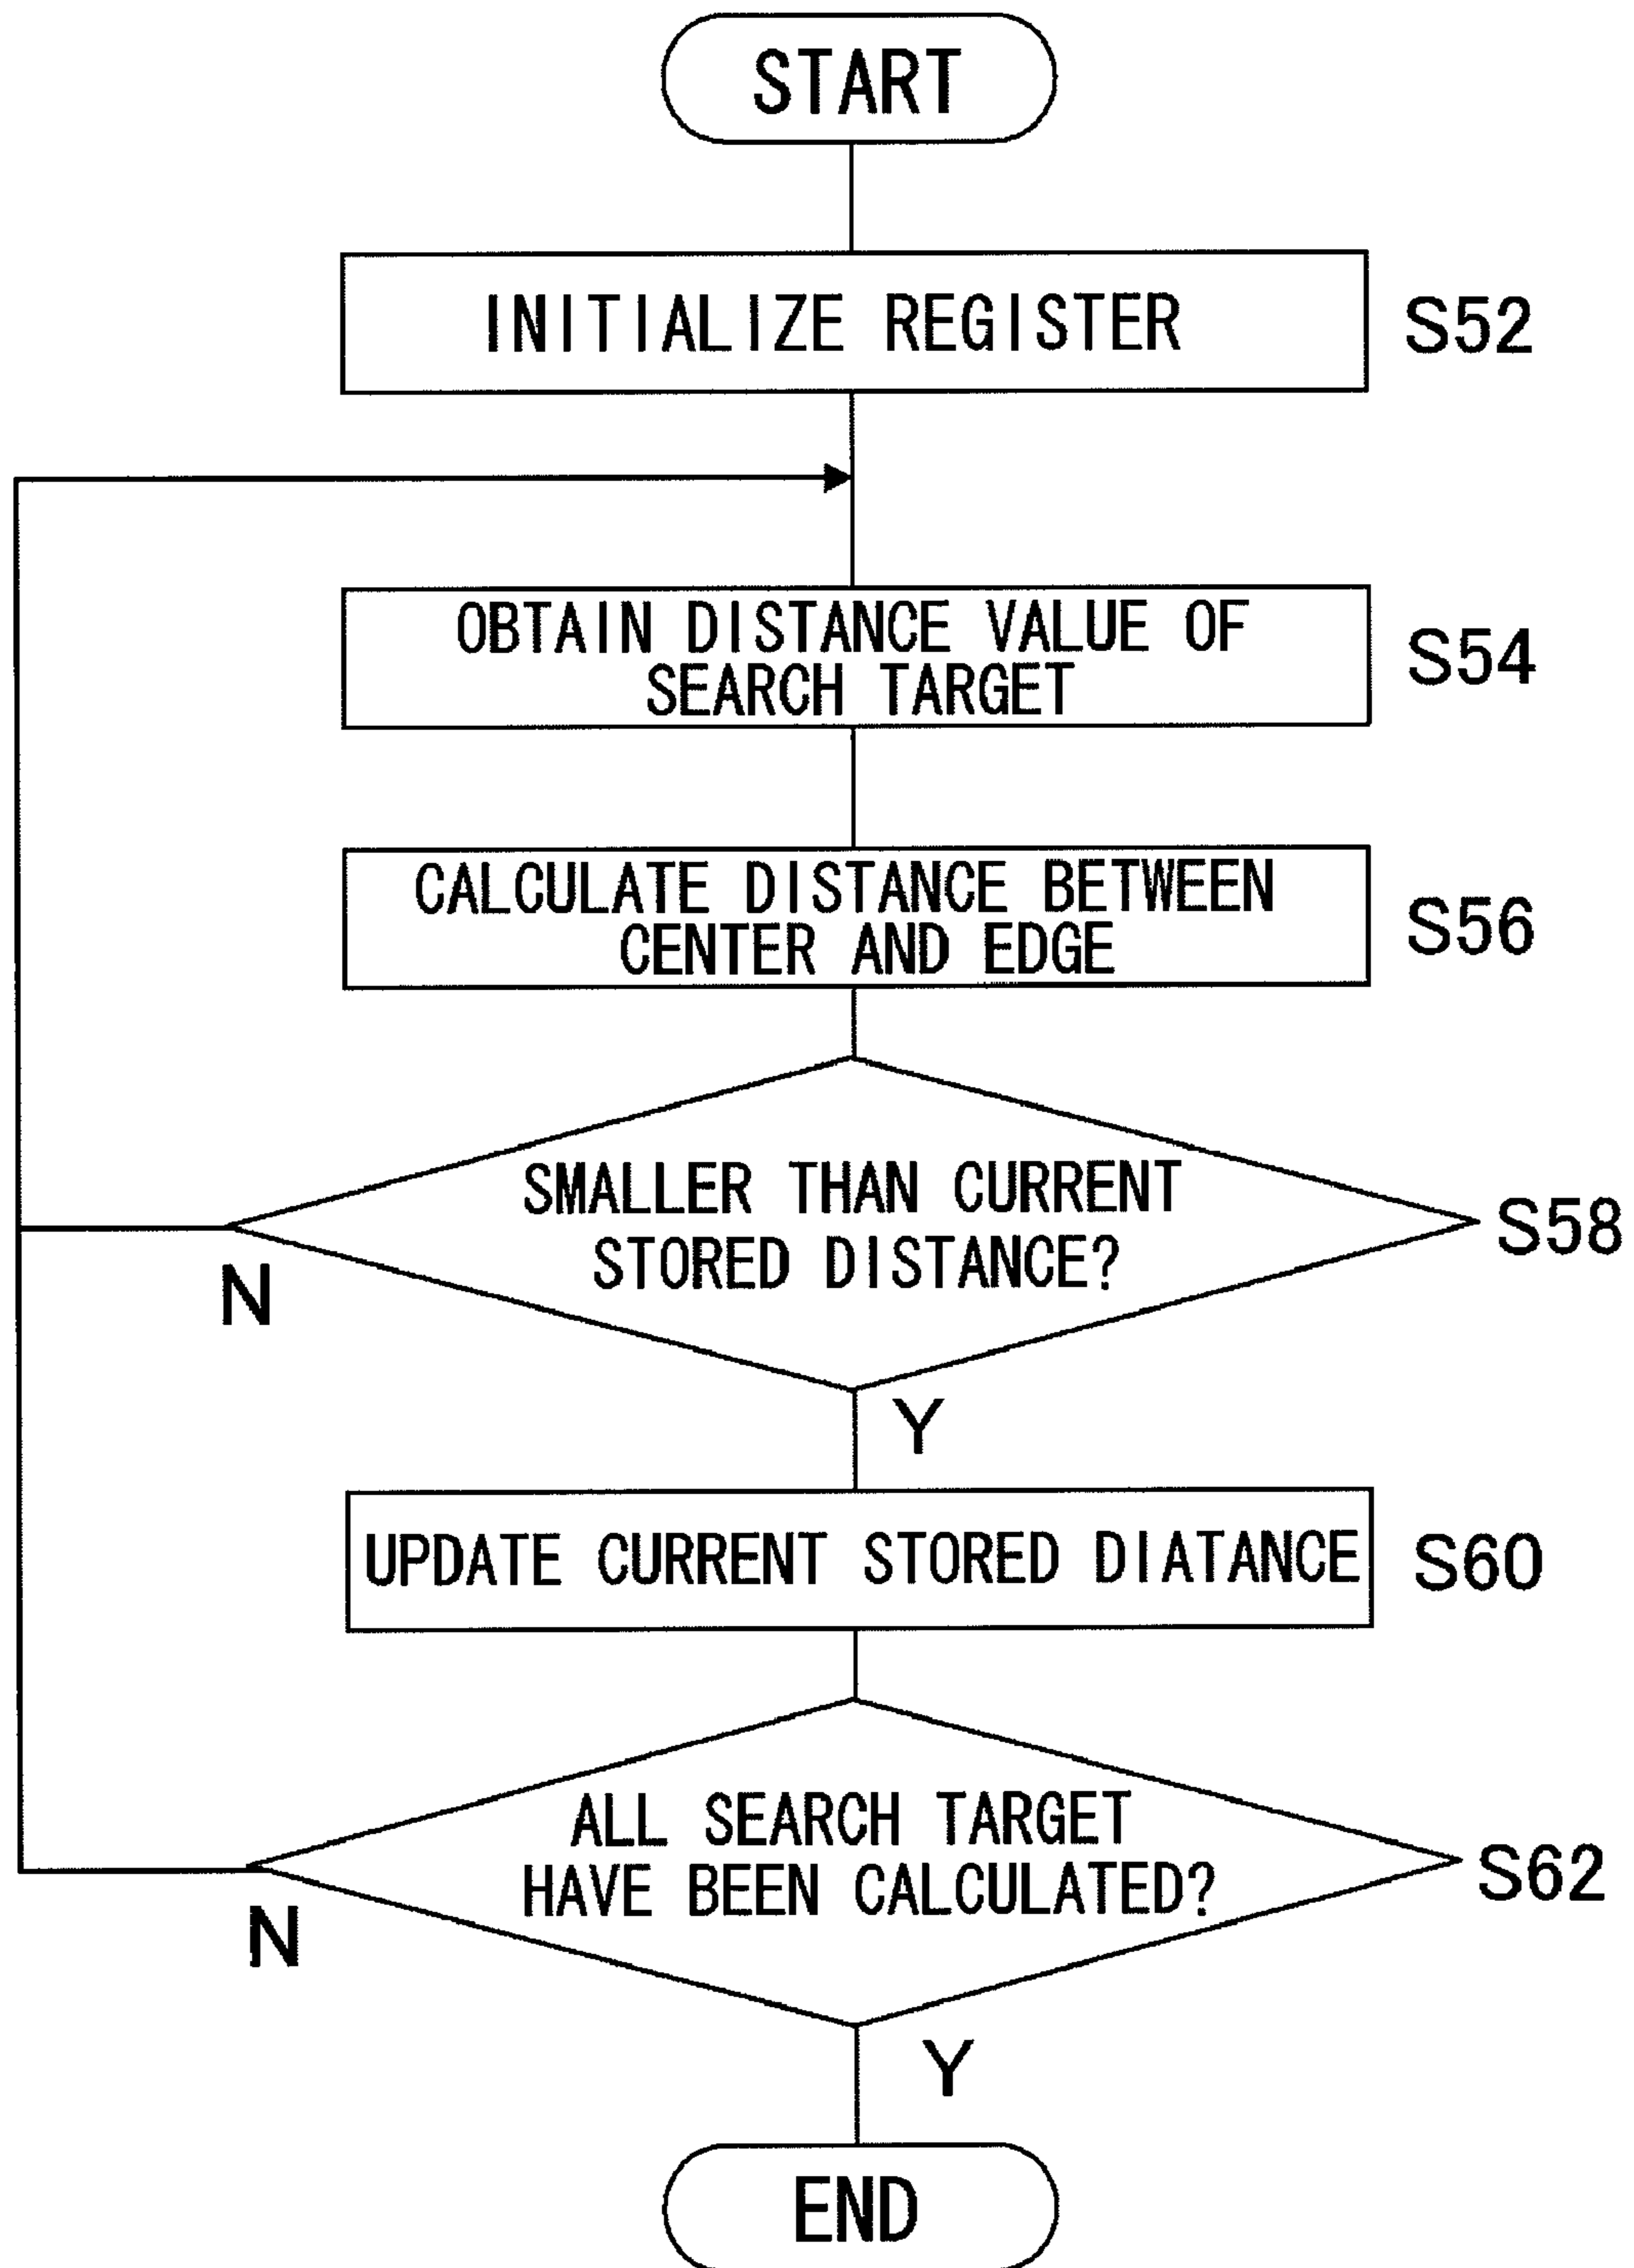 START
INITIALIZE REGISTER
S52
OBTAIN DISTANCE VALUE OF
SEARCH TARGET
S54
CALCULATE DISTANCE BETWEEN
CENTER AND EDGE
S56
SMALLER THAN CURRENT
STORED DISTANCE?
S58
N
Y
UPDATE CURRENT STORED DIATANCE
S60
ALL SEARCH TARGET
HAVE BEEN CALCULATED?
S62
N
Y
END